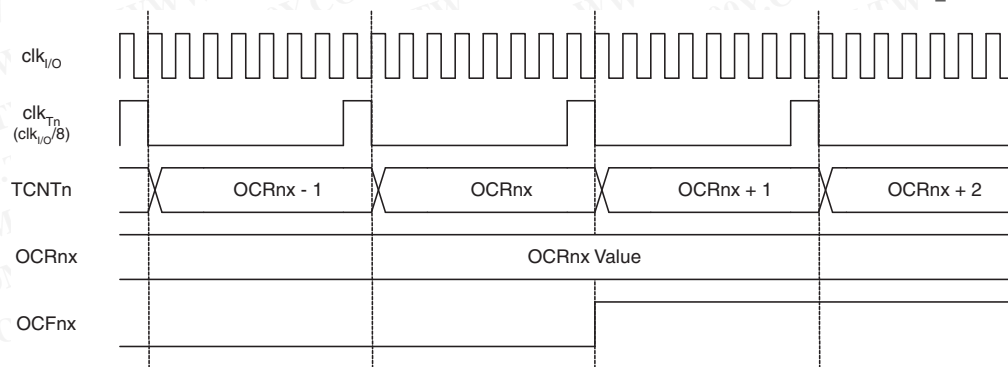 clkI/O
clkTn
(clkI/O/8)
TCNTn OCRnx - 1 OCRnx OCRnx + 1 OCRnx + 2
OCRnx OCRnx Value
OCFnx